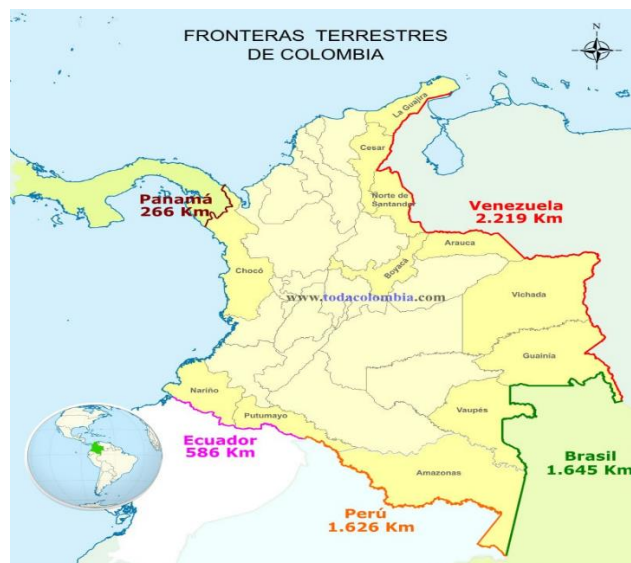 FRONTERAS TERRESTRES
DE COLOMBIA
N
La Guajira
Cesar
Panamá
266 Km
Norte de
Santander
Venezuela
2.219 Km
Arauca
Chocó
Boyacá
www.todacolombia.com
Vichada
Guainía
Nariño
Putumayo
Vaupés
Ecuador
586 Km
Brasil
1.645 Km
Amazonas
Perú
1.626 Km